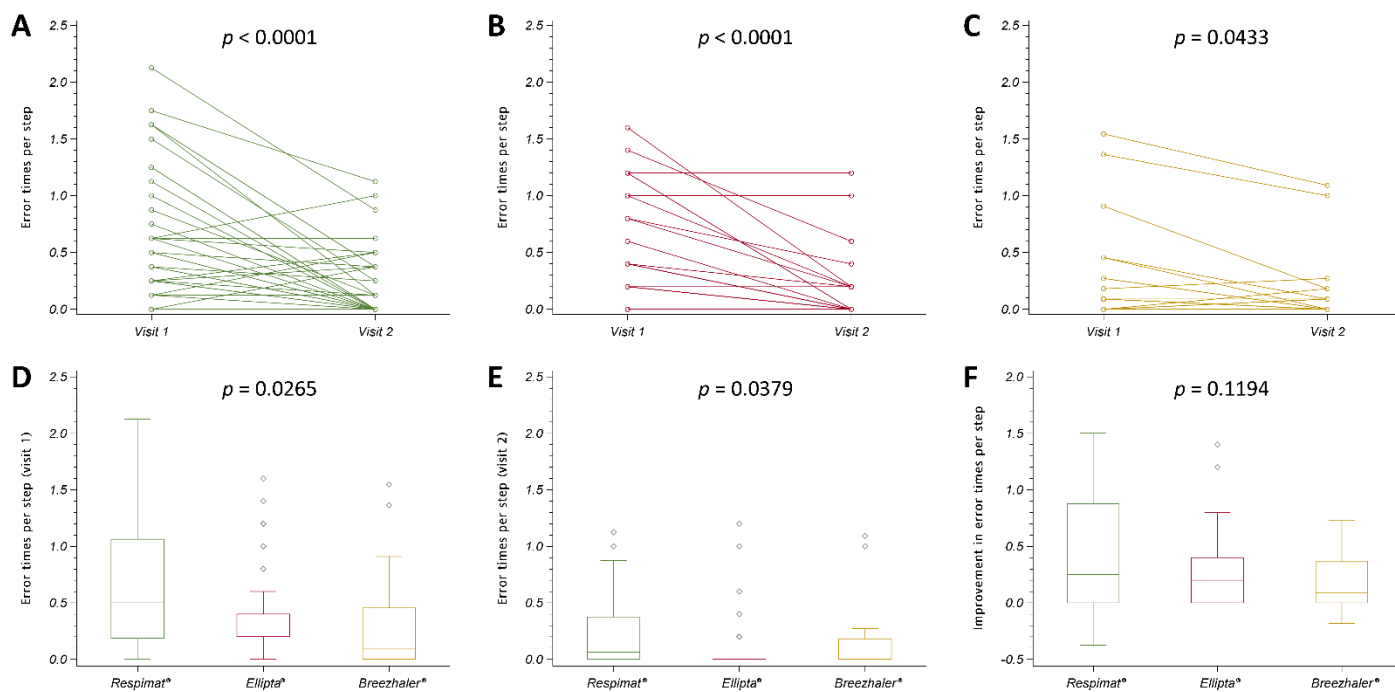 A
p < 0.0001
Error times per step
2.5
2.0
1.5
1.0
0.5
0.0
Visit 1
Visit 2
B
p < 0.0001
Error times per step
2.5
2.0
1.5
1.0
0.5
0.0
Visit 1
Visit 2
C
p = 0.0433
Error times per step
2.5
2.0
1.5
1.0
0.5
0.0
Visit 1
Visit 2
D
p = 0.0265
Error times per step (visit 1)
2.5
2.0
1.5
1.0
0.5
0.0
Respimat®
Ellipta®
Breezhaler®
E
p = 0.0379
Error times per step (visit 2)
2.5
2.0
1.5
1.0
0.5
0.0
Respimat®
Ellipta®
Breezhaler®
F
p = 0.1194
Improvement in error times per step
2.0
1.5
1.0
0.5
0.0
-0.5
Respimat®
Ellipta®
Breezhaler®